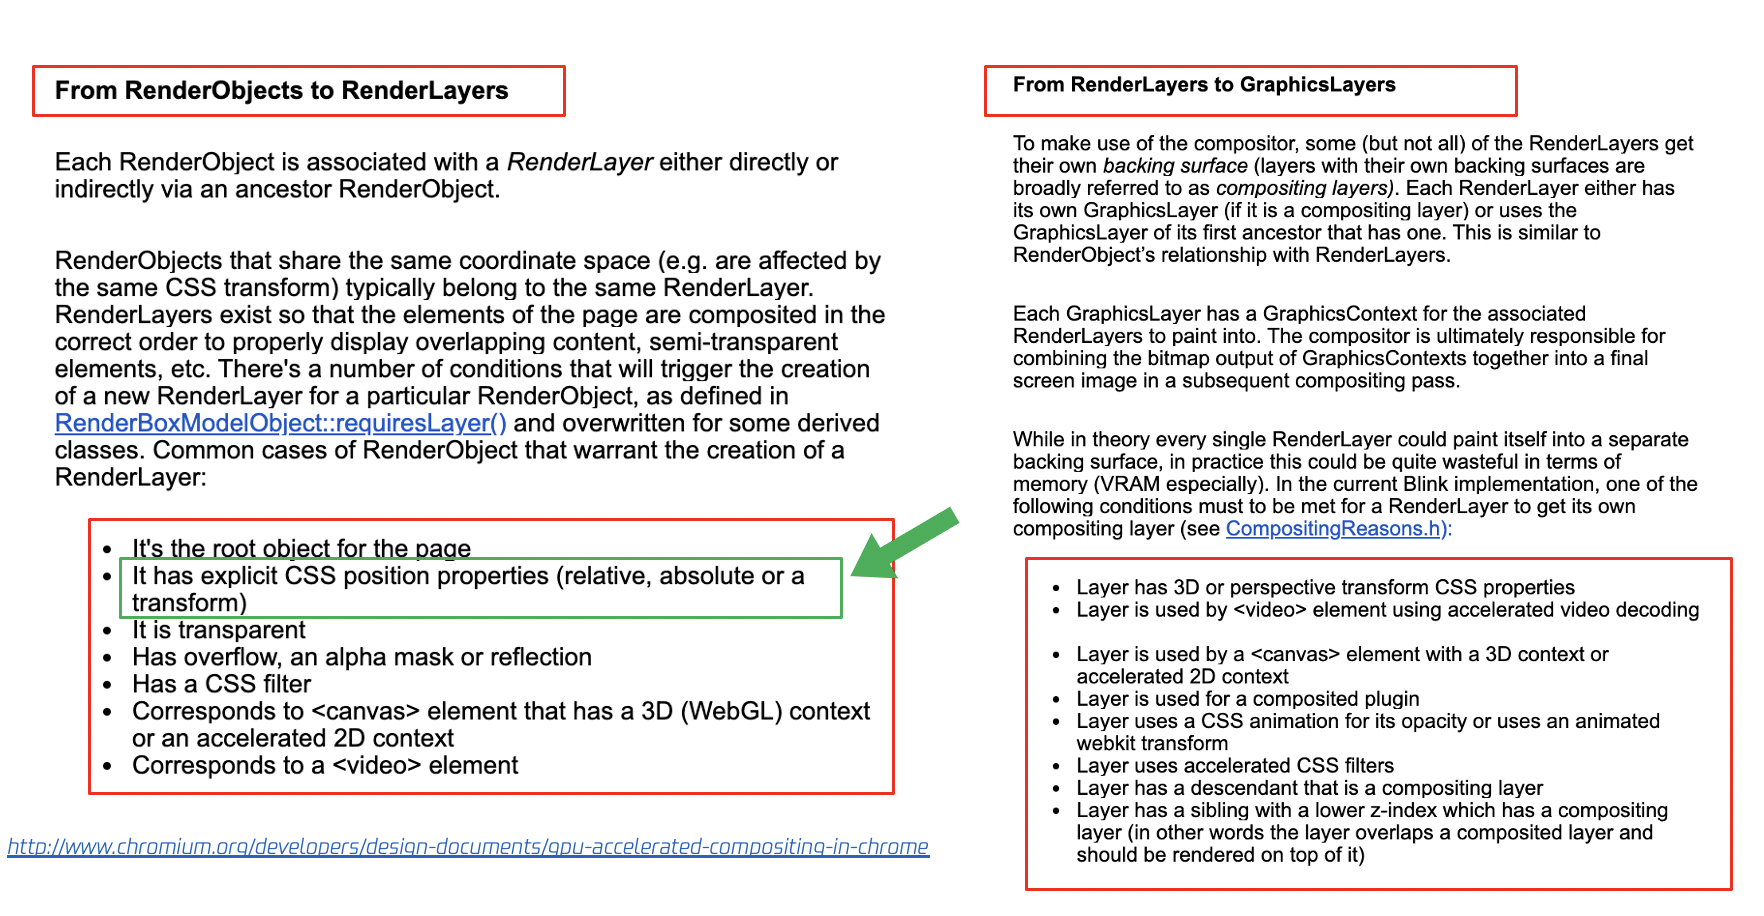 From RenderObjects to RenderLayers
Each RenderObject is associated with a RenderLayer either directly or
indirectly via an ancestor RenderObject.
RenderObjects that share the same coordinate space (e.g. are affected by
the same CSS transform) typically belong to the same RenderLayer.
RenderLayers exist so that the elements of the page are composited in the
correct order to properly display overlapping content, semi-transparent
elements, etc. There's a number of conditions that will trigger the creation
of a new RenderLayer for a particular RenderObject, as defined in
RenderBoxModelObject::requiresLayer() and overwritten for some derived
classes. Common cases of RenderObject that warrant the creation of a
RenderLayer:
• It's the root object for the page
• It has explicit CSS position properties (relative, absolute or a
transform)
• It is transparent
• Has overflow, an alpha mask or reflection
• Has a CSS filter
• Corresponds to <canvas> element that has a 3D (WebGL) context
or an accelerated 2D context
• Corresponds to a <video> element
http://www.chromium.org/developers/design-documents/gpu-accelerated-compositing-in-chrome
From RenderLayers to GraphicsLayers
To make use of the compositor, some (but not all) of the RenderLayers get
their own backing surface (layers with their own backing surfaces are
broadly referred to as compositing layers). Each RenderLayer either has
its own GraphicsLayer (if it is a compositing layer) or uses the
GraphicsLayer of its first ancestor that has one. This is similar to
RenderObject’s relationship with RenderLayers.
Each GraphicsLayer has a GraphicsContext for the associated
RenderLayers to paint into. The compositor is ultimately responsible for
combining the bitmap output of GraphicsContexts together into a final
screen image in a subsequent compositing pass.
While in theory every single RenderLayer could paint itself into a separate
backing surface, in practice this could be quite wasteful in terms of
memory (VRAM especially). In the current Blink implementation, one of the
following conditions must to be met for a RenderLayer to get its own
compositing layer (see CompositingReasons.h):
• Layer has 3D or perspective transform CSS properties
• Layer is used by <video> element using accelerated video decoding
• Layer is used by a <canvas> element with a 3D context or
accelerated 2D context
• Layer is used for a composited plugin
• Layer uses a CSS animation for its opacity or uses an animated
webkit transform
• Layer uses accelerated CSS filters
• Layer has a descendant that is a compositing layer
• Layer has a sibling with a lower z-index which has a compositing
layer (in other words the layer overlaps a composited layer and
should be rendered on top of it)